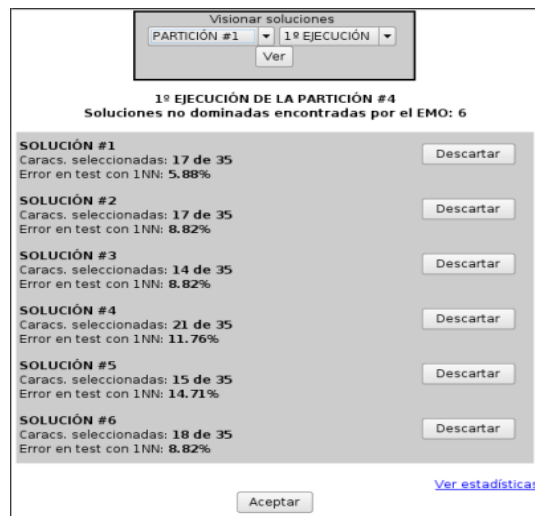 Visionar soluciones
PARTICIÓN #1 1º EJECUCIÓN
Ver
1º EJECUCIÓN DE LA PARTICIÓN #4
Soluciones no dominadas encontradas por el EMO: 6
SOLUCIÓN #1
Caracs. seleccionadas: 17 de 35
Error en test con 1NN: 5.88%
Descartar
SOLUCIÓN #2
Caracs. seleccionadas: 17 de 35
Error en test con 1NN: 8.82%
Descartar
SOLUCIÓN #3
Caracs. seleccionadas: 14 de 35
Error en test con 1NN: 8.82%
Descartar
SOLUCIÓN #4
Caracs. seleccionadas: 21 de 35
Error en test con 1NN: 11.76%
Descartar
SOLUCIÓN #5
Caracs. seleccionadas: 15 de 35
Error en test con 1NN: 14.71%
Descartar
SOLUCIÓN #6
Caracs. seleccionadas: 18 de 35
Error en test con 1NN: 8.82%
Descartar
Ver estadísticas
Aceptar